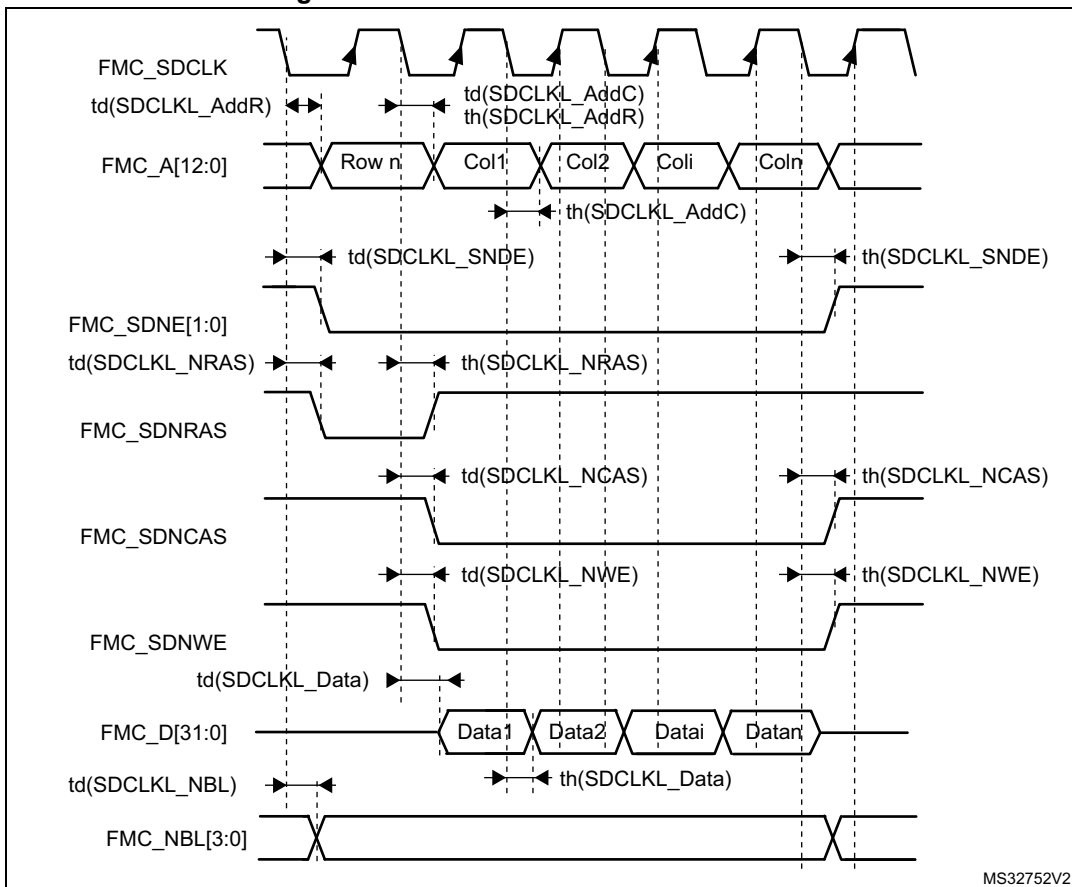 FMC_SDCLK
td(SDCLKL_AddR)
td(SDCLKL_AddC)
th(SDCLKL_AddR)
FMC_A[12:0]
Row n
Col1
Col2
Coli
Coln
th(SDCLKL_AddC)
td(SDCLKL_SNDE)
th(SDCLKL_SNDE)
FMC_SDNE[1:0]
td(SDCLKL_NRAS)
th(SDCLKL_NRAS)
FMC_SDNRAS
td(SDCLKL_NCAS)
th(SDCLKL_NCAS)
FMC_SDNCAS
td(SDCLKL_NWE)
th(SDCLKL_NWE)
FMC_SDNWE
td(SDCLKL_Data)
FMC_D[31:0]
Data1
Data2
Datai
Datan
th(SDCLKL_Data)
td(SDCLKL_NBL)
FMC_NBL[3:0]
MS32752V2